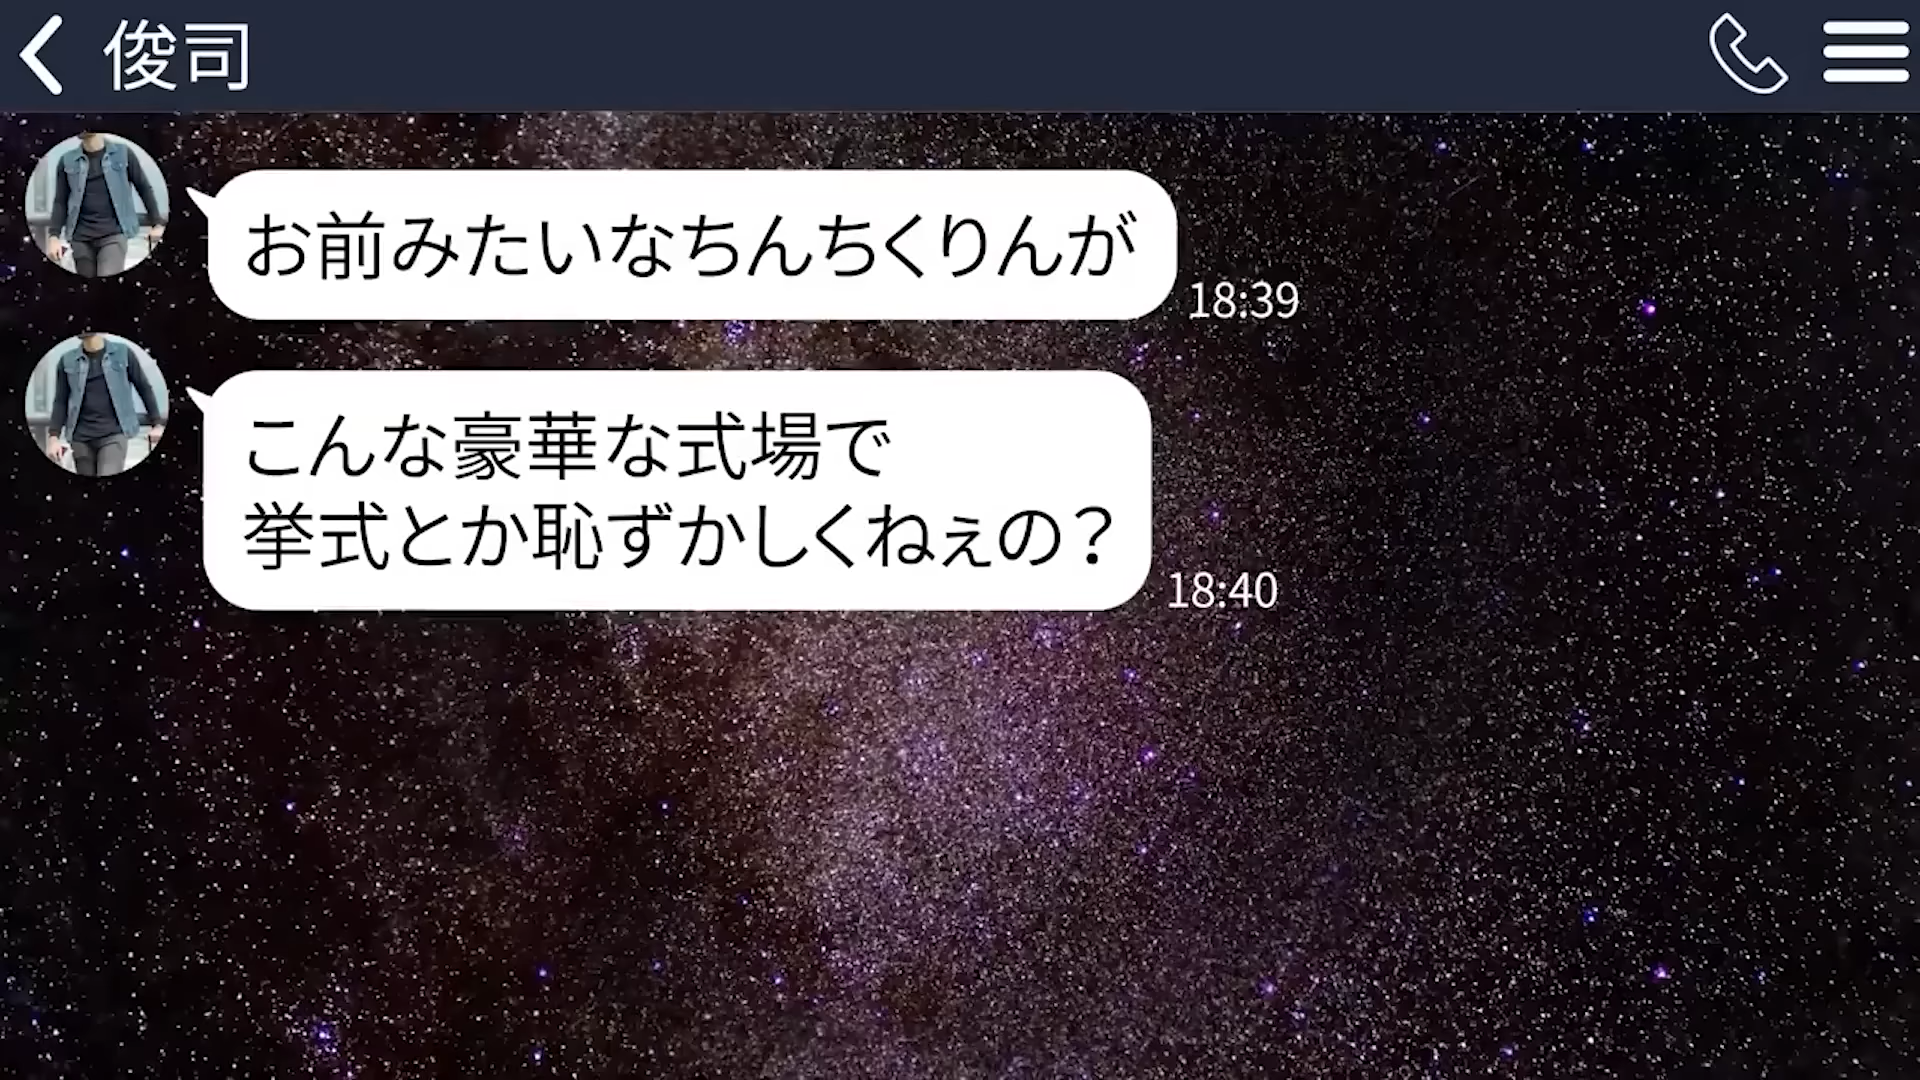 俊司
お前みたいなちんちくりんが
18:39
こんな豪華な式場で
挙式とか恥ずかしくねぇの？
18:40